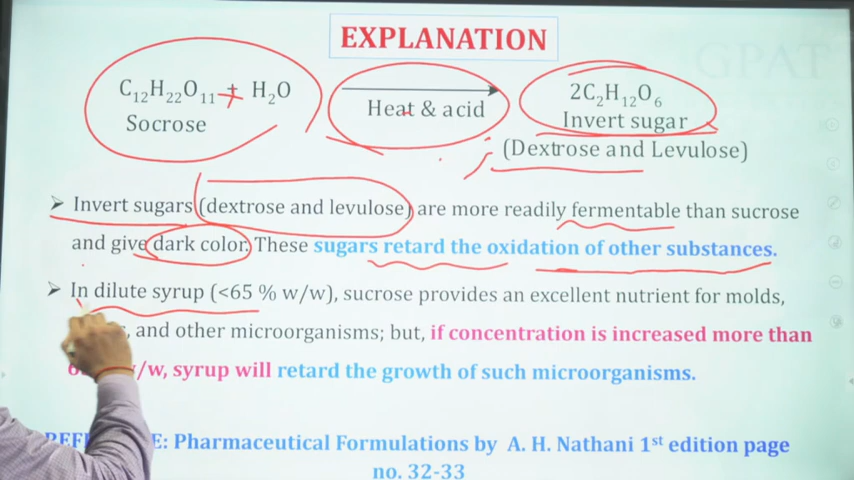 GPAT
EXPLANATION
C₁₂H₂₂O₁₁ + H₂O
Heat & acid
2C₂H₁₂O₆
Socrose
Invert sugar
(Dextrose and Levulose)
➤ Invert sugars (dextrose and levulose) are more readily fermentable than sucrose
and give dark color. These sugars retard the oxidation of other substances.
➤ In dilute syrup (<65 % w/w), sucrose provides an excellent nutrient for molds,
and other microorganisms; but, if concentration is increased more than
/w, syrup will retard the growth of such microorganisms.
E: Pharmaceutical Formulations by A. H. Nathani 1st edition page
no. 32-33